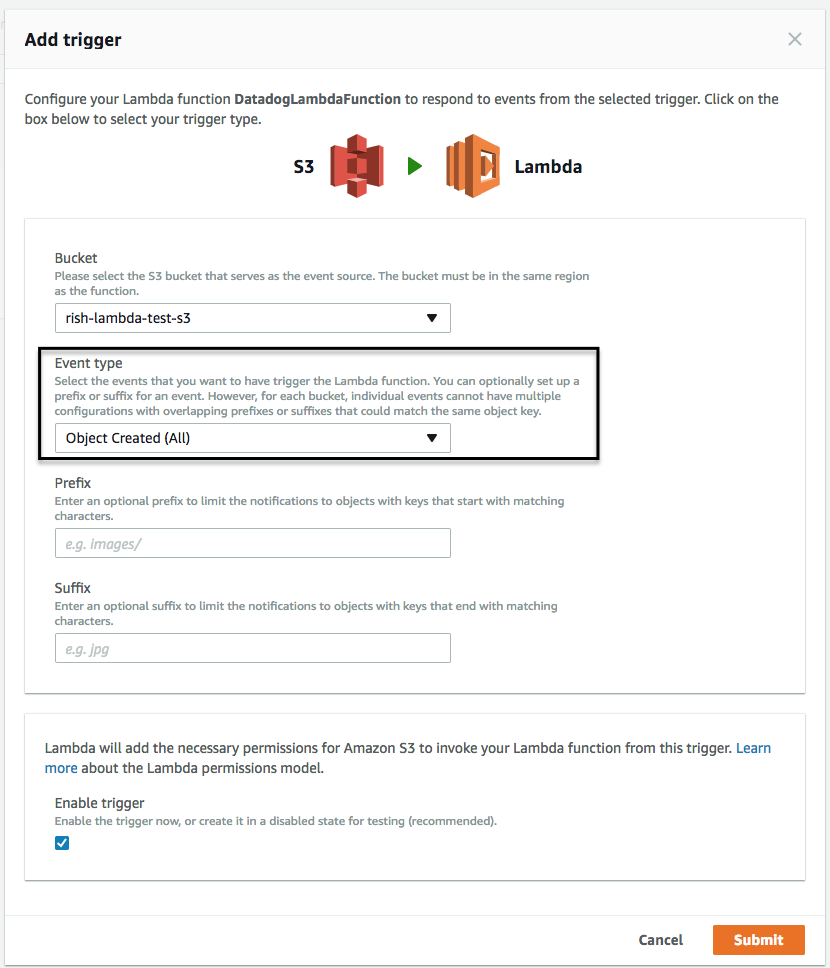 Add trigger
Configure your Lambda function DatadogLambdaFunction to respond to events from the selected trigger. Click on the
box below to select your trigger type.
S3
Lambda
Bucket
Please select the S3 bucket that serves as the event source. The bucket must be in the same region
as the function.
rish-lambda-test-s3
Event type
Select the events that you want to have trigger the Lambda function. You can optionally set up a
prefix or suffix for an event. However, for each bucket, individual events cannot have multiple
configurations with overlapping prefixes or suffixes that could match the same object key.
Object Created (All)
Prefix
Enter an optional prefix to limit the notifications to objects with keys that start with matching
characters.
e.g. images/
Suffix
Enter an optional suffix to limit the notifications to objects with keys that end with matching
characters.
e.g. jpg
Lambda will add the necessary permissions for Amazon S3 to invoke your Lambda function from this trigger. Learn
more about the Lambda permissions model.
Enable trigger
Enable the trigger now, or create it in a disabled state for testing (recommended).
Cancel
Submit